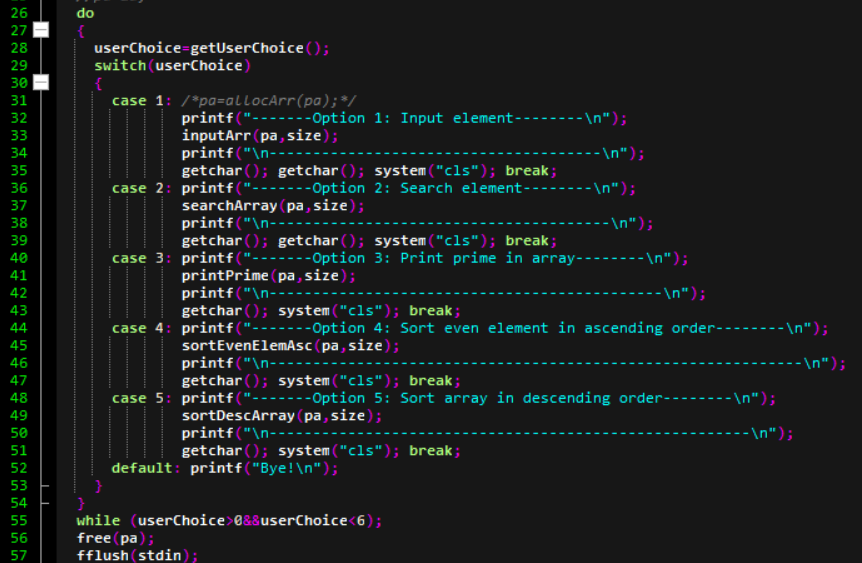 26 do
27 {
28 userChoice=getUserChoice();
29 switch(userChoice)
30 {
31 case 1: /*pa=allocArr(pa);*/
32 printf("-------Option 1: Input element--------\n");
33 inputArr(pa,size);
34 printf("\n--------------------------------------\n");
35 getchar(); getchar(); system("cls"); break;
36 case 2: printf("-------Option 2: Search element--------\n");
37 searchArray(pa,size);
38 printf("\n---------------------------------------\n");
39 getchar(); getchar(); system("cls"); break;
40 case 3: printf("-------Option 3: Print prime in array--------\n");
41 printPrime(pa,size);
42 printf("\n---------------------------------------------\n");
43 getchar(); system("cls"); break;
44 case 4: printf("-------Option 4: Sort even element in ascending order--------\n");
45 sortEvenElemAsc(pa,size);
46 printf("\n-------------------------------------------------------------\n");
47 getchar(); system("cls"); break;
48 case 5: printf("-------Option 5: Sort array in descending order--------\n");
49 sortDescArray(pa,size);
50 printf("\n-------------------------------------------------------\n");
51 getchar(); system("cls"); break;
52 default: printf("Bye!\n");
53 }
54 }
55 while (userChoice>0&&userChoice<6);
56 free(pa);
57 fflush(stdin);